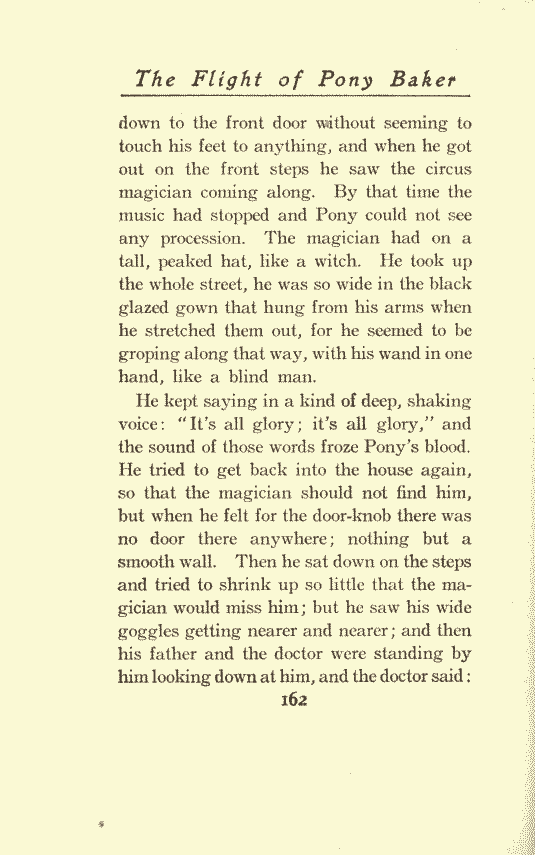 The Flight of Pony Baker
down to the front door without seeming to
touch his feet to anything, and when he got
out on the front steps he saw the circus
magician coming along. By that time the
music had stopped and Pony could not see
any procession. The magician had on a
tall, peaked hat, like a witch. He took up
the whole street, he was so wide in the black
glazed gown that hung from his arms when
he stretched them out, for he seemed to be
groping along that way, with his wand in one
hand, like a blind man.
He kept saying in a kind of deep, shaking
voice: "It's all glory; it's all glory," and
the sound of those words froze Pony's blood.
He tried to get back into the house again,
so that the magician should not find him,
but when he felt for the door-knob there was
no door there anywhere; nothing but a
smooth wall. Then he sat down on the steps
and tried to shrink up so little that the ma-
gician would miss him; but he saw his wide
goggles getting nearer and nearer; and then
his father and the doctor were standing by
him looking down at him, and the doctor said:
162